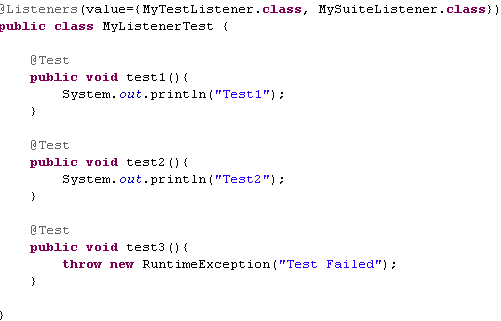 @Listeners(value={MyTestListener.class, MySuiteListener.class})
public class MyListenerTest {
@Test
public void test1(){
System.out.println("Test1");
}
@Test
public void test2(){
System.out.println("Test2");
}
@Test
public void test3(){
throw new RuntimeException("Test Failed");
}
}